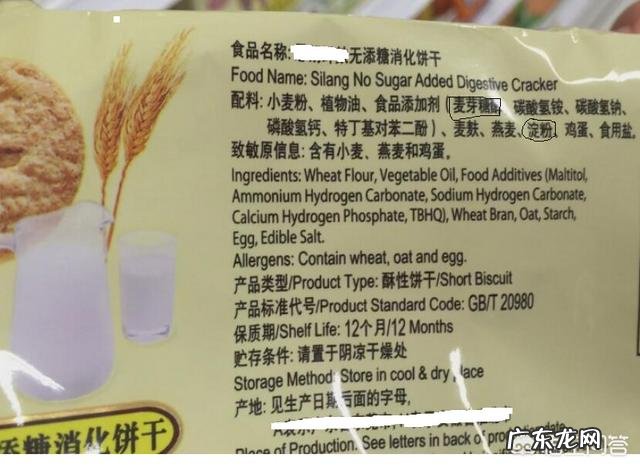 食品名称: 无添糖消化饼干
Food Name: Silang No Sugar Added Digestive Cracker
配料: 小麦粉、植物油、食品添加剂(麦芽糖醇、碳酸氢铵、碳酸氢钠、
磷酸氢钙、特丁基对苯二酚)、麦麸、燕麦、淀粉、鸡蛋、食用盐。
致敏原信息: 含有小麦、燕麦和鸡蛋。
Ingredients: Wheat Flour, Vegetable Oil, Food Additives (Maltitol,
Ammonium Hydrogen Carbonate, Sodium Hydrogen Carbonate,
Calcium Hydrogen Phosphate, TBHQ), Wheat Bran, Oat, Starch,
Egg, Edible Salt.
Allergens: Contain wheat, oat and egg.
产品类型/Product Type: 酥性饼干/Short Biscuit
产品标准代号/Product Standard Code: GB/T 20980
保质期/Shelf Life: 12个月/12 Months
贮存条件: 请置于阴凉干燥处
Storage Method: Store in cool & dry place
产地: 见生产日期后面的字母,
Place of Production: See letters in back of production date
添糖消化饼干
广东龙网